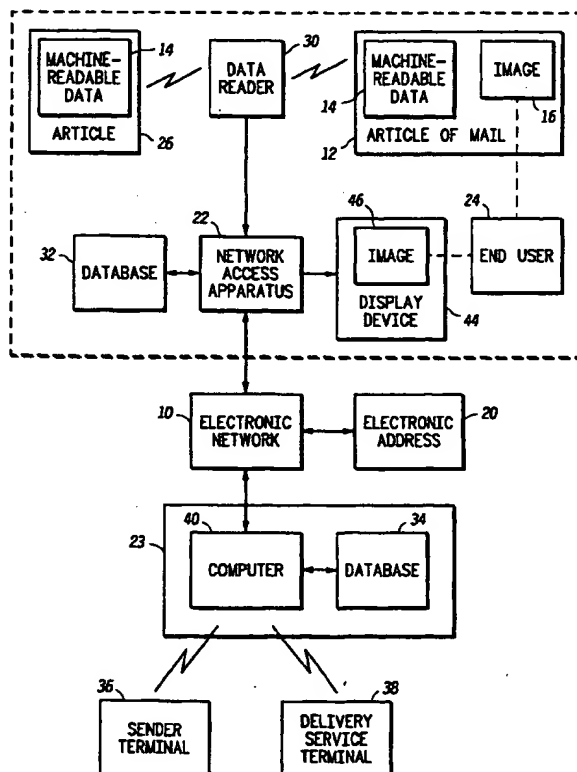 14
30
MACHINE-
READABLE
DATA
ARTICLE
26
DATA
READER
MACHINE-
READABLE
DATA
14
IMAGE
16
ARTICLE OF MAIL
12
22
46
24
32
DATABASE
NETWORK
ACCESS
APPARATUS
IMAGE
DISPLAY
DEVICE
44
END USER
10
20
ELECTRONIC
NETWORK
ELECTRONIC
ADDRESS
40
34
23
COMPUTER
DATABASE
36
38
SENDER
TERMINAL
DELIVERY
SERVICE
TERMINAL